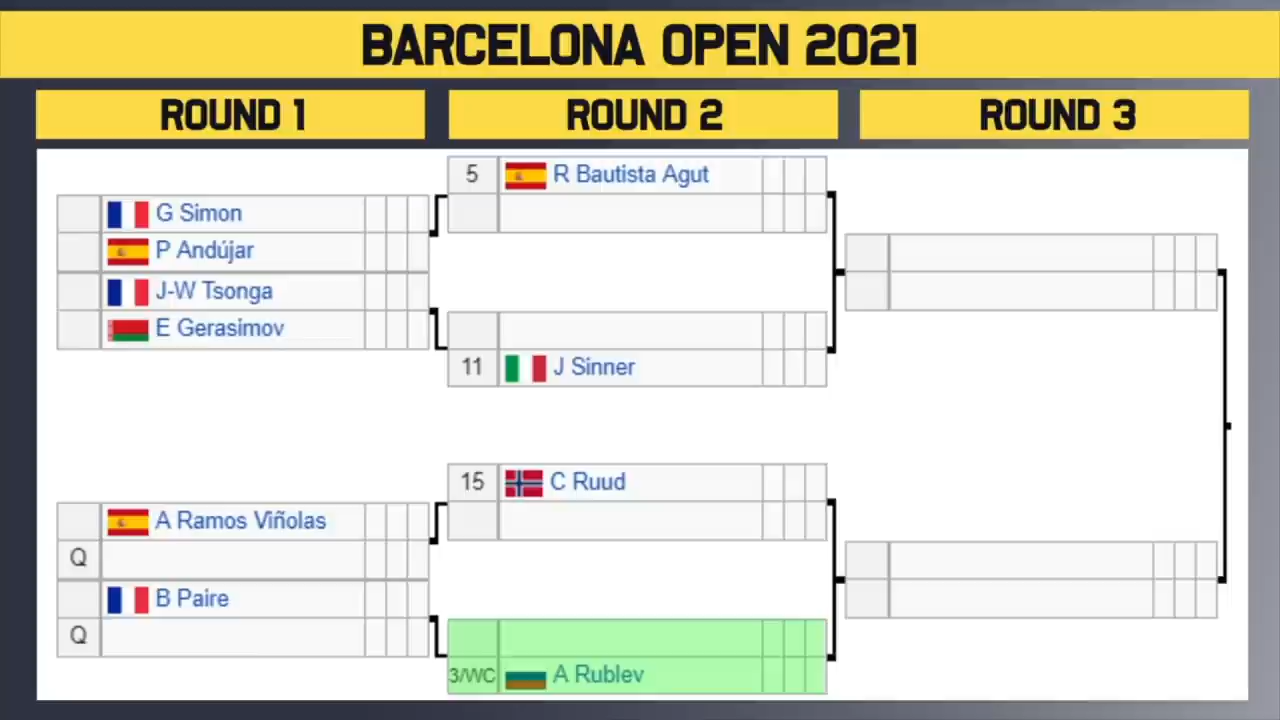 BARCELONA OPEN 2021
ROUND 1
ROUND 2
ROUND 3
G Simon
P Andújar
J-W Tsonga
E Gerasimov
A Ramos Viñolas
Q
B Paire
Q
5 R Bautista Agut
11 J Sinner
15 C Ruud
3/WC A Rublev